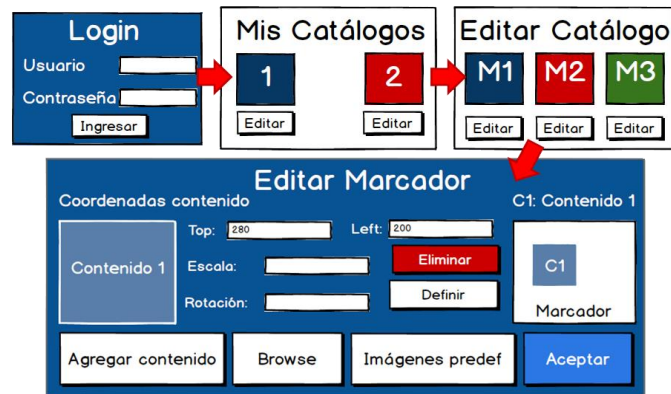 Login
Usuario
Contraseña
Ingresar
Mis Catálogos
1
2
Editar
Editar
Editar Catálogo
M1 M2 M3
Editar Editar Editar
Editar Marcador
Coordenadas contenido
C1: Contenido 1
Contenido 1
Top: 280
Left: 200
Escala:
Eliminar
Rotación:
Definir
C1
Marcador
Agregar contenido
Browse
Imágenes predef
Aceptar